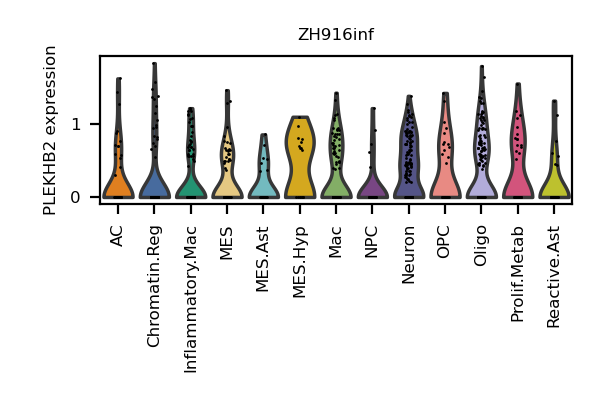 ZH916inf
PLEKHB2 expression
1
0
AC
Chromatin.Reg
Inflammatory.Mac
MES
MES.Ast
MES.Hyp
Mac
NPC
Neuron
OPC
Oligo
Prolif.Metab
Reactive.Ast